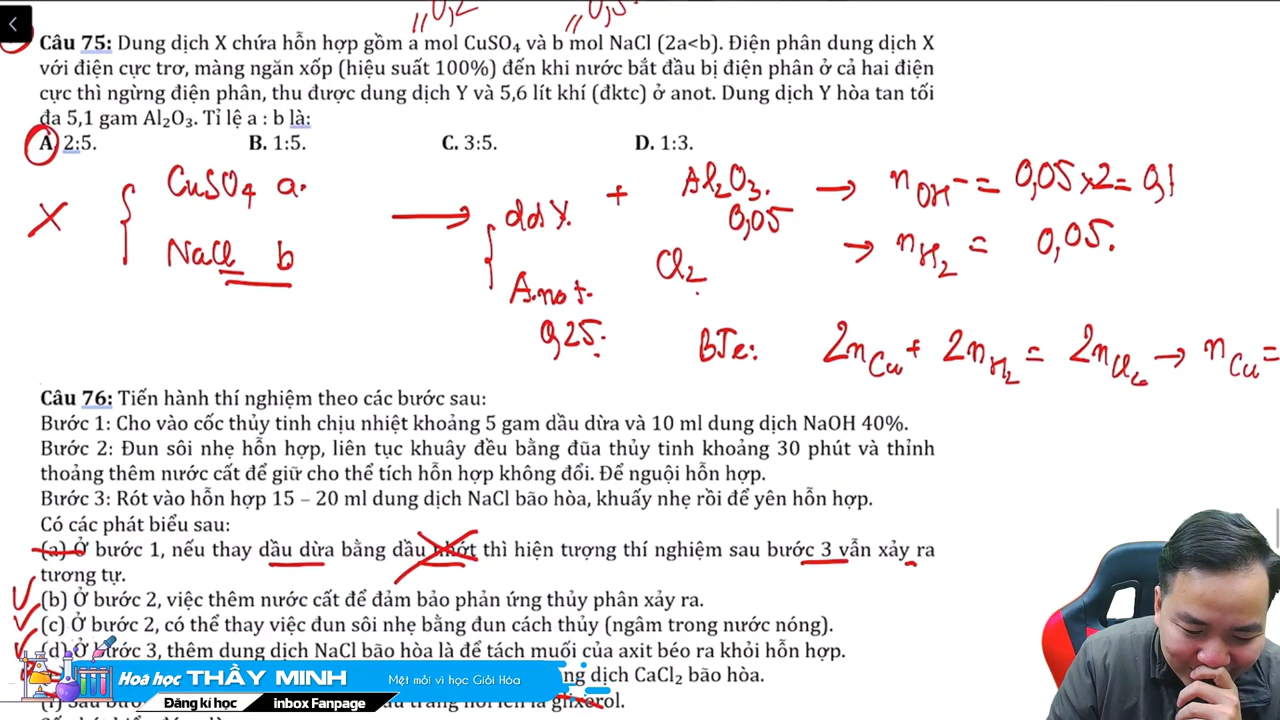 "0,2
"0,5
Câu 75: Dung dịch X chứa hỗn hợp gồm a mol CuSO₄ và b mol NaCl (2a<b). Điện phân dung dịch X
với điện cực trơ, màng ngăn xốp (hiệu suất 100%) đến khi nước bắt đầu bị điện phân ở cả hai điện
cực thì ngừng điện phân, thu được dung dịch Y và 5,6 lít khí (đktc) ở anot. Dung dịch Y hòa tan tối
đa 5,1 gam Al₂O₃. Tỉ lệ a : b là:
A. 2:5. B. 1:5. C. 3:5. D. 1:3.
X { CuSO₄ a. NaCl b → { dd Y. Anot. 0,25.
+ Al₂O₃. 0,05 → nOH⁻ = 0,05×2 = 0,1
Cl₂ → nH₂ = 0,05.
BTe: 2nCu + 2nH₂ = 2nCl₂ → nCu =
Câu 76: Tiến hành thí nghiệm theo các bước sau:
Bước 1: Cho vào cốc thủy tinh chịu nhiệt khoảng 5 gam dầu dừa và 10 ml dung dịch NaOH 40%.
Bước 2: Đun sôi nhẹ hỗn hợp, liên tục khuây đều bằng đũa thủy tinh khoảng 30 phút và thỉnh
thoảng thêm nước cất để giữ cho thể tích hỗn hợp không đổi. Để nguội hỗn hợp.
Bước 3: Rót vào hỗn hợp 15 – 20 ml dung dịch NaCl bão hòa, khuấy nhẹ rồi để yên hỗn hợp.
Có các phát biểu sau:
(a) Ở bước 1, nếu thay dầu dừa bằng dầu nhớt thì hiện tượng thí nghiệm sau bước 3 vẫn xảy ra
tương tự.
(b) Ở bước 2, việc thêm nước cất để đảm bảo phản ứng thủy phân xảy ra.
(c) Ở bước 2, có thể thay việc đun sôi nhẹ bằng đun cách thủy (ngâm trong nước nóng).
(d) Ở bước 3, thêm dung dịch NaCl bão hòa là để tách muối của axit béo ra khỏi hỗn hợp.
dịch CaCl₂ bão hòa.
là glixerol.
Hoá học THẦY MINH
Mệt mỏi vì học Giỏi Hóa
Đăng kí học inbox Fanpage